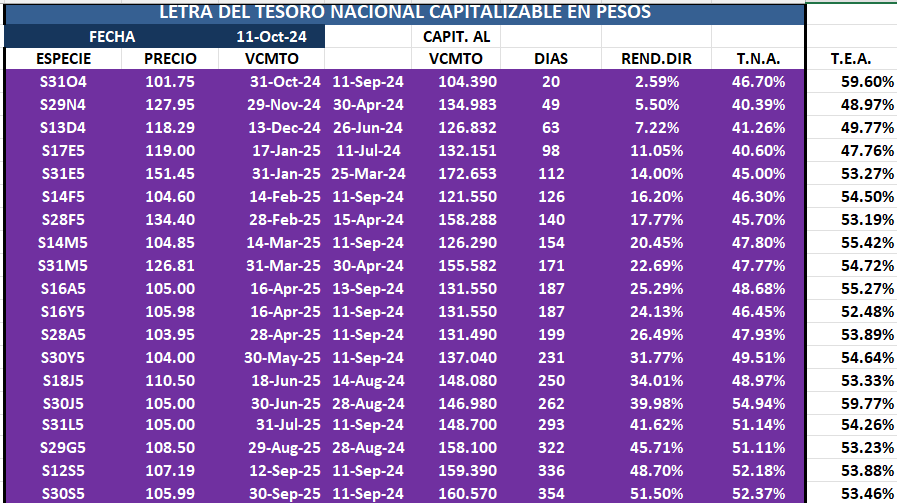 LETRA DEL TESORO NACIONAL CAPITALIZABLE EN PESOS
FECHA 11-Oct-24 CAPIT. AL
ESPECIE PRECIO VCMTO VCMTO DIAS REND.DIR T.N.A. T.E.A.
S31O4 101.75 31-Oct-24 11-Sep-24 104.390 20 2.59% 46.70% 59.60%
S29N4 127.95 29-Nov-24 30-Apr-24 134.983 49 5.50% 40.39% 48.97%
S13D4 118.29 13-Dec-24 26-Jun-24 126.832 63 7.22% 41.26% 49.77%
S17E5 119.00 17-Jan-25 11-Jul-24 132.151 98 11.05% 40.60% 47.76%
S31E5 151.45 31-Jan-25 25-Mar-24 172.653 112 14.00% 45.00% 53.27%
S14F5 104.60 14-Feb-25 11-Sep-24 121.550 126 16.20% 46.30% 54.50%
S28F5 134.40 28-Feb-25 15-Apr-24 158.288 140 17.77% 45.70% 53.19%
S14M5 104.85 14-Mar-25 11-Sep-24 126.290 154 20.45% 47.80% 55.42%
S31M5 126.81 31-Mar-25 30-Apr-24 155.582 171 22.69% 47.77% 54.72%
S16A5 105.00 16-Apr-25 13-Sep-24 131.550 187 25.29% 48.68% 55.27%
S16Y5 105.98 16-Apr-25 11-Sep-24 131.550 187 24.13% 46.45% 52.48%
S28A5 103.95 28-Apr-25 11-Sep-24 131.490 199 26.49% 47.93% 53.89%
S30Y5 104.00 30-May-25 11-Sep-24 137.040 231 31.77% 49.51% 54.64%
S18J5 110.50 18-Jun-25 14-Aug-24 148.080 250 34.01% 48.97% 53.33%
S30J5 105.00 30-Jun-25 28-Aug-24 146.980 262 39.98% 54.94% 59.77%
S31L5 105.00 31-Jul-25 11-Sep-24 148.700 293 41.62% 51.14% 54.26%
S29G5 108.50 29-Aug-25 28-Aug-24 158.100 322 45.71% 51.11% 53.23%
S12S5 107.19 12-Sep-25 11-Sep-24 159.390 336 48.70% 52.18% 53.88%
S30S5 105.99 30-Sep-25 11-Sep-24 160.570 354 51.50% 52.37% 53.46%